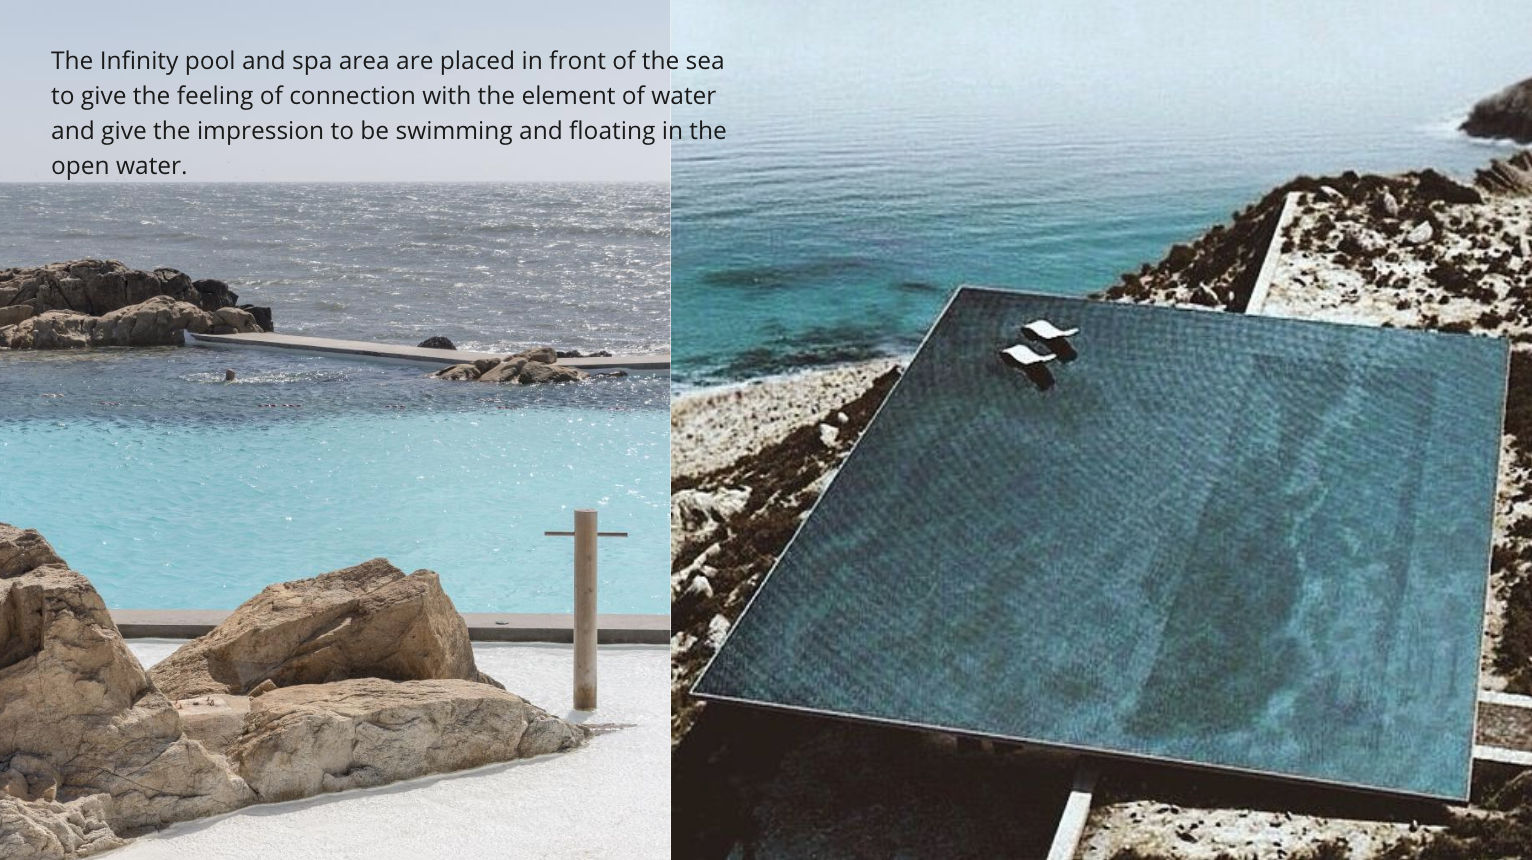 The Infinity pool and spa area are placed in front of the sea
to give the feeling of connection with the element of water
and give the impression to be swimming and floating in the
open water.